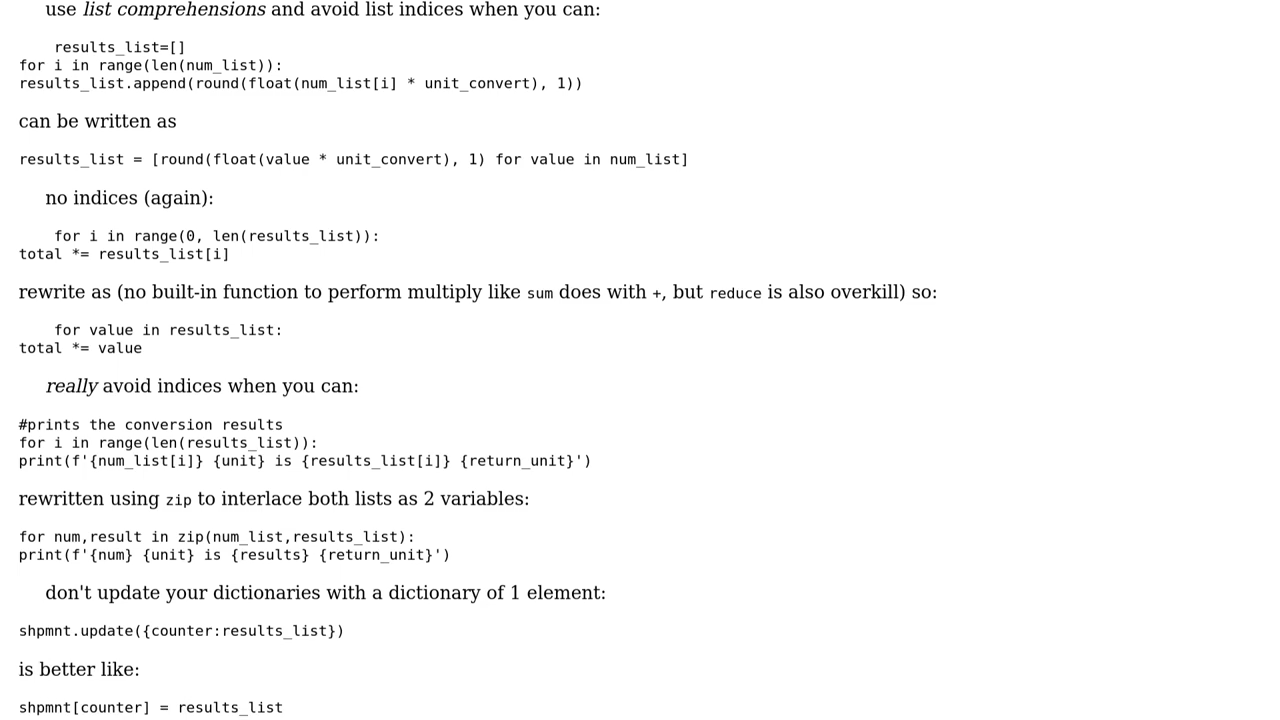 use list comprehensions and avoid list indices when you can:
results_list=[]
for i in range(len(num_list)):
results_list.append(round(float(num_list[i] * unit_convert), 1))
can be written as
results_list = [round(float(value * unit_convert), 1) for value in num_list]
no indices (again):
for i in range(0, len(results_list)):
total *= results_list[i]
rewrite as (no built-in function to perform multiply like sum does with +, but reduce is also overkill) so:
for value in results_list:
total *= value
really avoid indices when you can:
#prints the conversion results
for i in range(len(results_list)):
print(f'{num_list[i]} {unit} is {results_list[i]} {return_unit}')
rewritten using zip to interlace both lists as 2 variables:
for num,result in zip(num_list,results_list):
print(f'{num} {unit} is {results} {return_unit}')
don't update your dictionaries with a dictionary of 1 element:
shpmnt.update({counter:results_list})
is better like:
shpmnt[counter] = results_list